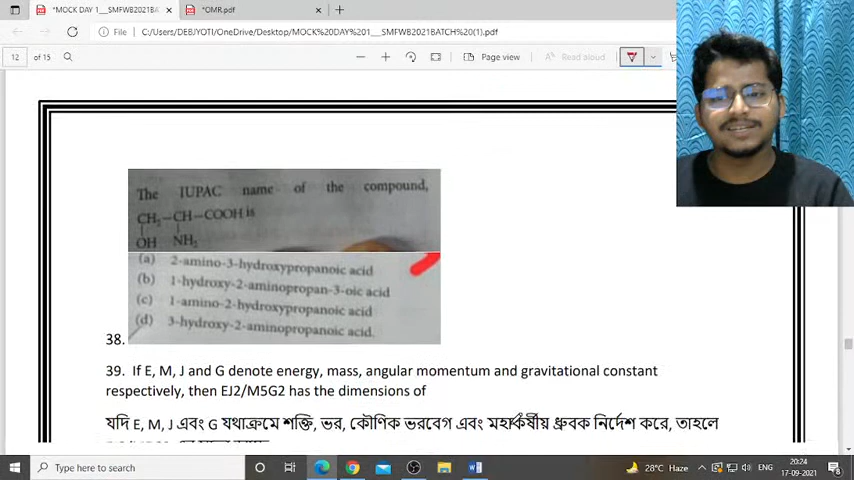 *MOCK DAY 1___SMFWB2021BATCH
*OMR.pdf
File
C:/Users/DEBJYOTI/OneDrive/Desktop/MOCK%20DAY%201___SMFWB2021BATCH%20(1).pdf
12
of 15
Page view
Read aloud
The IUPAC name of the compound,
CH₂–CH–COOH is
OH NH₂
(a) 2-amino-3-hydroxypropanoic acid
(b) 1-hydroxy-2-aminopropan-3-oic acid
(c) 1-amino-2-hydroxypropanoic acid
(d) 3-hydroxy-2-aminopropanoic acid.
38.
39. If E, M, J and G denote energy, mass, angular momentum and gravitational constant
respectively, then EJ2/M5G2 has the dimensions of
যদি E, M, J এবং G যথাক্রমে শক্তি, ভর, কৌণিক ভরবেগ এবং মহাকর্ষীয় ধ্রুবক নির্দেশ করে, তাহলে
Type here to search
28°C Haze
ENG
20:24
17-09-2021